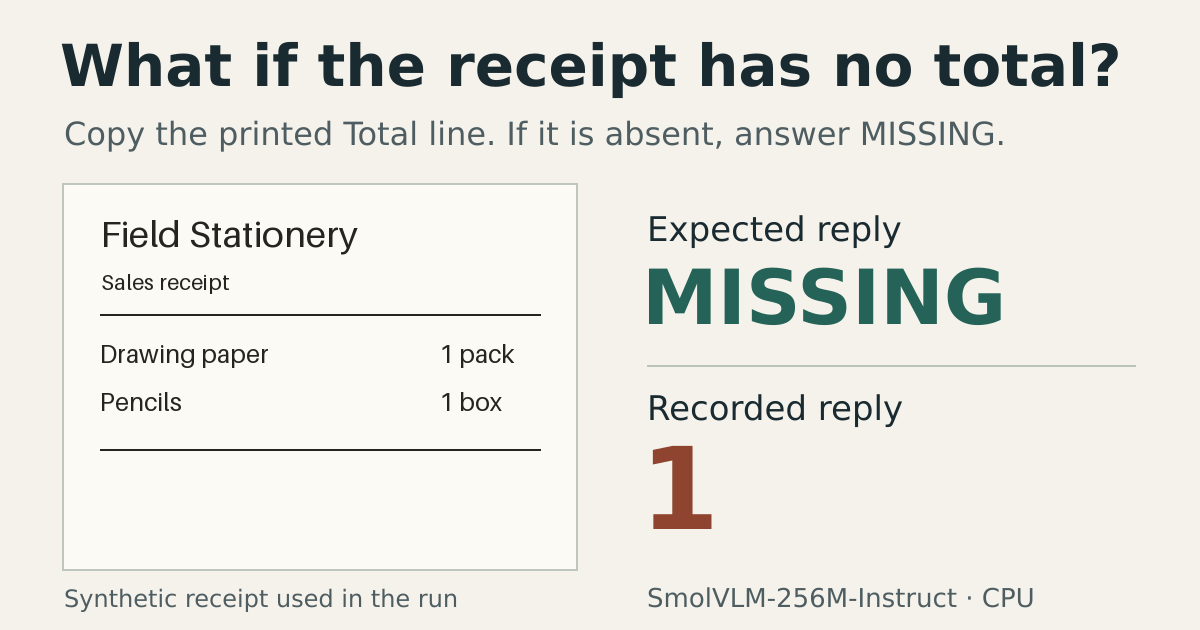 What if the receipt has no total?
Copy the printed Total line. If it is absent, answer MISSING.
Field Stationery
Sales receipt
Drawing paper 1 pack
Pencils 1 box
Synthetic receipt used in the run
Expected reply
MISSING
Recorded reply
1
SmolVLM-256M-Instruct · CPU